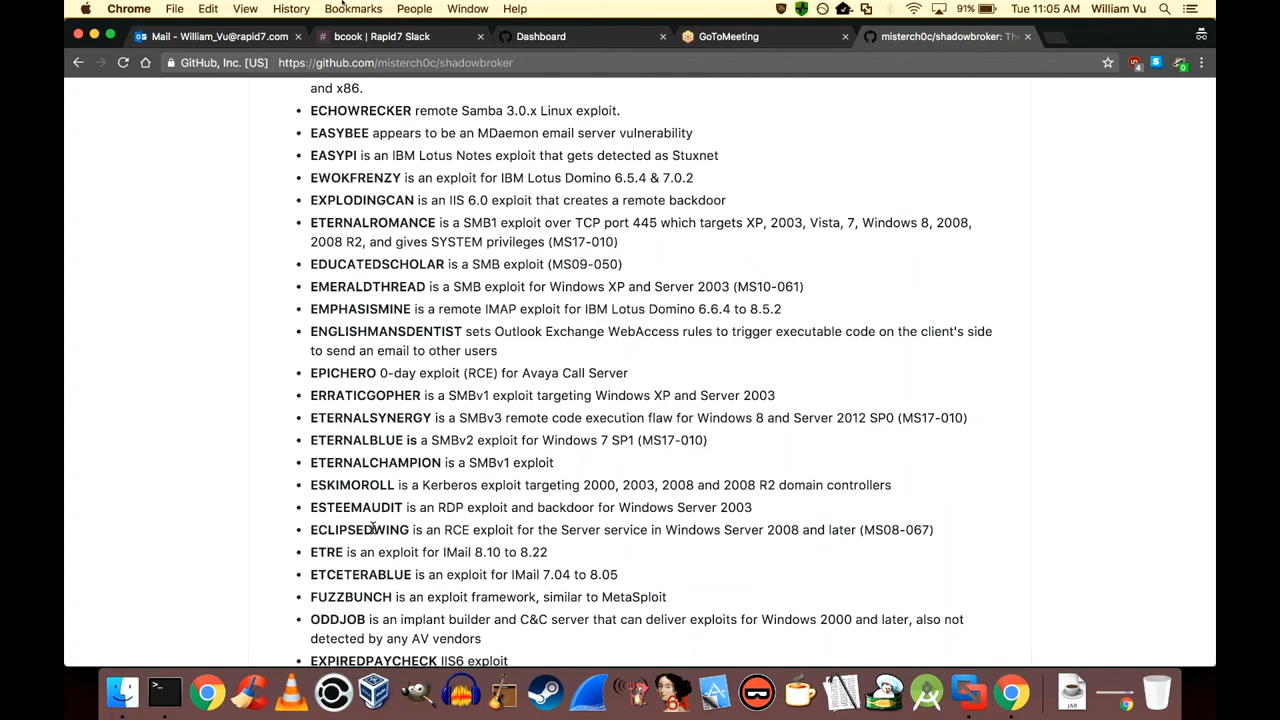 Chrome File Edit View History Bookmarks People Window Help 91% Tue 11:05 AM William Vu
Mail - William_Vu@rapid7.com bcook | Rapid7 Slack Dashboard GoToMeeting misterch0c/shadowbroker: Th
GitHub, Inc. [US] https://github.com/misterch0c/shadowbroker 4 0
and x86.
• ECHOWRECKER remote Samba 3.0.x Linux exploit.
• EASYBEE appears to be an MDaemon email server vulnerability
• EASYPI is an IBM Lotus Notes exploit that gets detected as Stuxnet
• EWOKFRENZY is an exploit for IBM Lotus Domino 6.5.4 & 7.0.2
• EXPLODINGCAN is an IIS 6.0 exploit that creates a remote backdoor
• ETERNALROMANCE is a SMB1 exploit over TCP port 445 which targets XP, 2003, Vista, 7, Windows 8, 2008,
2008 R2, and gives SYSTEM privileges (MS17-010)
• EDUCATEDSCHOLAR is a SMB exploit (MS09-050)
• EMERALDTHREAD is a SMB exploit for Windows XP and Server 2003 (MS10-061)
• EMPHASISMINE is a remote IMAP exploit for IBM Lotus Domino 6.6.4 to 8.5.2
• ENGLISHMANSDENTIST sets Outlook Exchange WebAccess rules to trigger executable code on the client's side
to send an email to other users
• EPICHERO 0-day exploit (RCE) for Avaya Call Server
• ERRATICGOPHER is a SMBv1 exploit targeting Windows XP and Server 2003
• ETERNALSYNERGY is a SMBv3 remote code execution flaw for Windows 8 and Server 2012 SP0 (MS17-010)
• ETERNALBLUE is a SMBv2 exploit for Windows 7 SP1 (MS17-010)
• ETERNALCHAMPION is a SMBv1 exploit
• ESKIMOROLL is a Kerberos exploit targeting 2000, 2003, 2008 and 2008 R2 domain controllers
• ESTEEMAUDIT is an RDP exploit and backdoor for Windows Server 2003
• ECLIPSEDWING is an RCE exploit for the Server service in Windows Server 2008 and later (MS08-067)
• ETRE is an exploit for IMail 8.10 to 8.22
• ETCETERABLUE is an exploit for IMail 7.04 to 8.05
• FUZZBUNCH is an exploit framework, similar to MetaSploit
• ODDJOB is an implant builder and C&C server that can deliver exploits for Windows 2000 and later, also not
detected by any AV vendors
• EXPIREDPAYCHECK IIS6 exploit
JAR